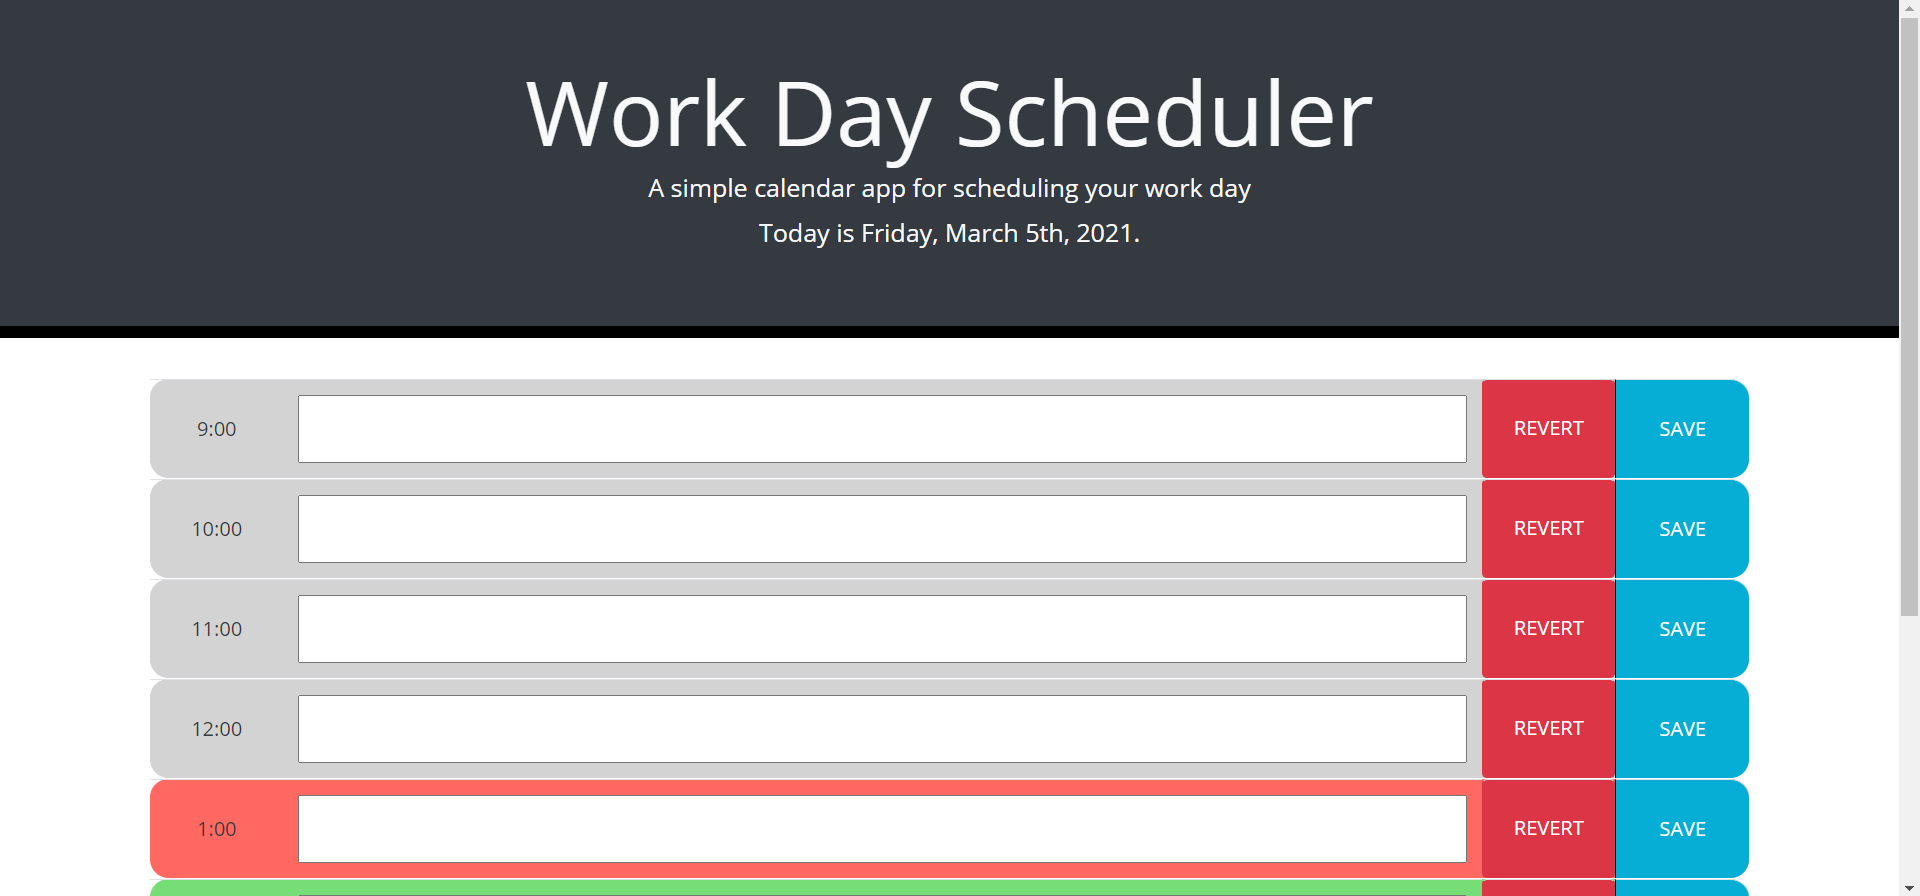 Work Day Scheduler
A simple calendar app for scheduling your work day
Today is Friday, March 5th, 2021.
9:00 REVERT SAVE
10:00 REVERT SAVE
11:00 REVERT SAVE
12:00 REVERT SAVE
1:00 REVERT SAVE